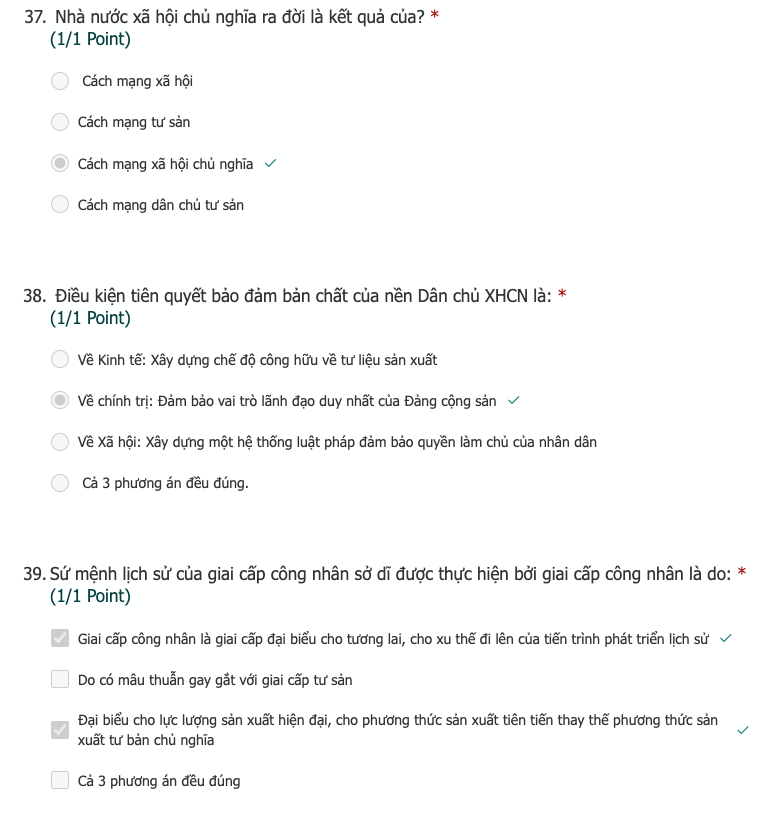 37. Nhà nước xã hội chủ nghĩa ra đời là kết quả của? *
(1/1 Point)
Cách mạng xã hội
Cách mạng tư sản
Cách mạng xã hội chủ nghĩa
Cách mạng dân chủ tư sản
38. Điều kiện tiên quyết bảo đảm bản chất của nền Dân chủ XHCN là: *
(1/1 Point)
Về Kinh tế: Xây dựng chế độ công hữu về tư liệu sản xuất
Về chính trị: Đảm bảo vai trò lãnh đạo duy nhất của Đảng cộng sản
Về Xã hội: Xây dựng một hệ thống luật pháp đảm bảo quyền làm chủ của nhân dân
Cả 3 phương án đều đúng.
39. Sứ mệnh lịch sử của giai cấp công nhân sở dĩ được thực hiện bởi giai cấp công nhân là do: *
(1/1 Point)
Giai cấp công nhân là giai cấp đại biểu cho tương lai, cho xu thế đi lên của tiến trình phát triển lịch sử
Do có mâu thuẫn gay gắt với giai cấp tư sản
Đại biểu cho lực lượng sản xuất hiện đại, cho phương thức sản xuất tiên tiến thay thế phương thức sản
xuất tư bản chủ nghĩa
Cả 3 phương án đều đúng